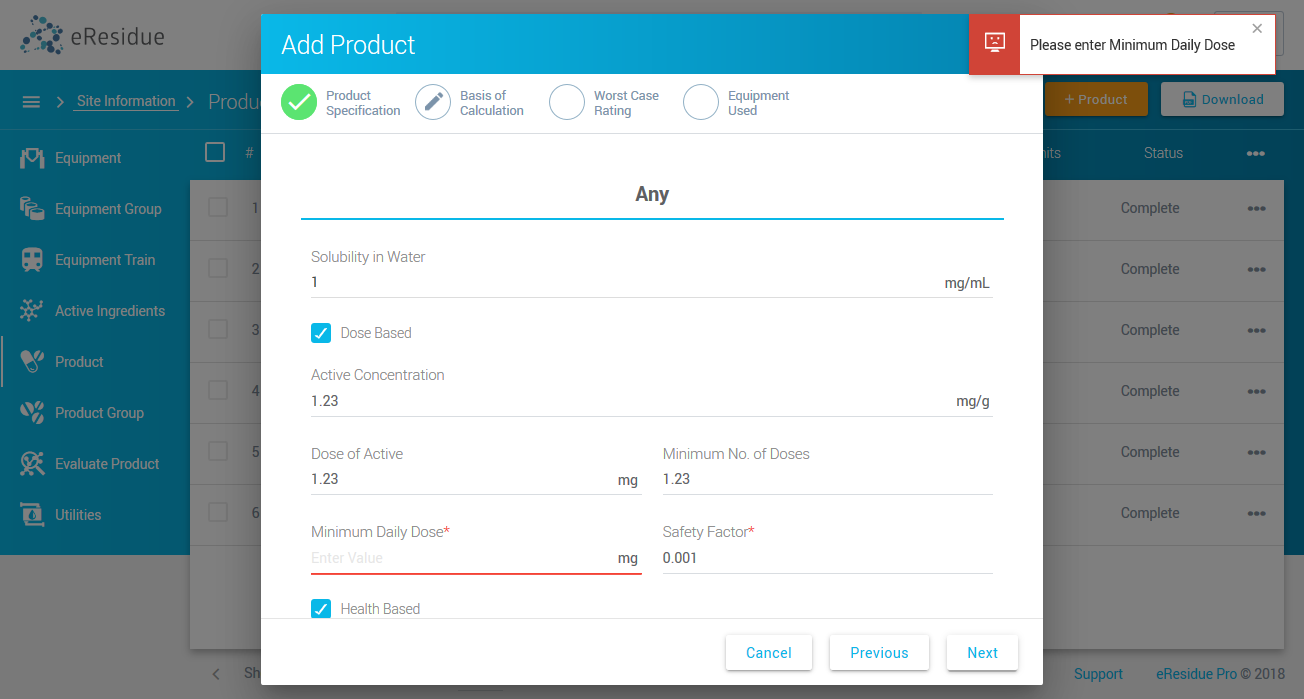 eResidue
Add Product
Please enter Minimum Daily Dose
Site Information
Produ
+ Product
Download
Product
Specification
Basis of
Calculation
Worst Case
Rating
Equipment
Used
#
nits
Status
Equipment
Equipment Group
Equipment Train
Active Ingredients
Product
Product Group
Evaluate Product
Utilities
1
Complete
2
Complete
3
Complete
4
Complete
5
Complete
6
Complete
Any
Solubility in Water
1
mg/mL
Dose Based
Active Concentration
1.23
mg/g
Dose of Active
1.23
mg
Minimum No. of Doses
1.23
Minimum Daily Dose*
Enter Value
mg
Safety Factor*
0.001
Health Based
Cancel
Previous
Next
Sh
Support
eResidue Pro © 2018